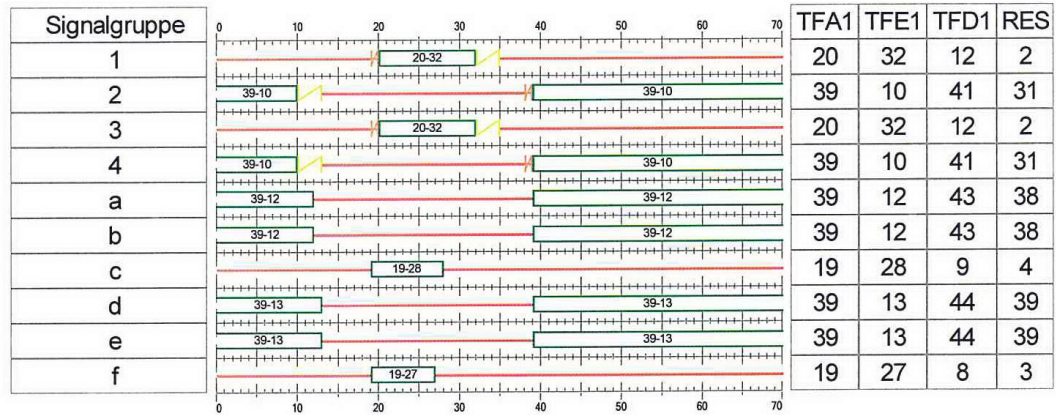 Signalgruppe 0 10 20 30 40 50 60 70 TFA1 TFE1 TFD1 RES
1 20-32 20 32 12 2
2 39-10 39-10 39 10 41 31
3 20-32 20 32 12 2
4 39-10 39-10 39 10 41 31
a 39-12 39-12 39 12 43 38
b 39-12 39-12 39 12 43 38
c 19-28 19 28 9 4
d 39-13 39-13 39 13 44 39
e 39-13 39-13 39 13 44 39
f 19-27 19 27 8 3
0 10 20 30 40 50 60 70